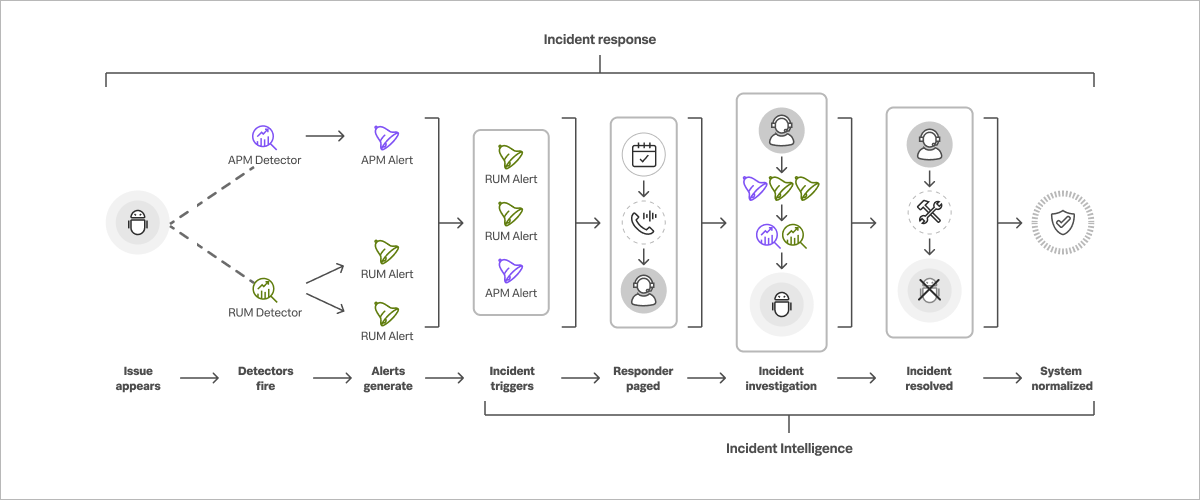 Incident response
APM Detector
APM Alert
RUM Detector
RUM Alert
RUM Alert
RUM Alert
RUM Alert
APM Alert
Issue
appears
Detectors
fire
Alerts
generate
Incident
triggers
Responder
paged
Incident
investigation
Incident
resolved
System
normalized
Incident Intelligence